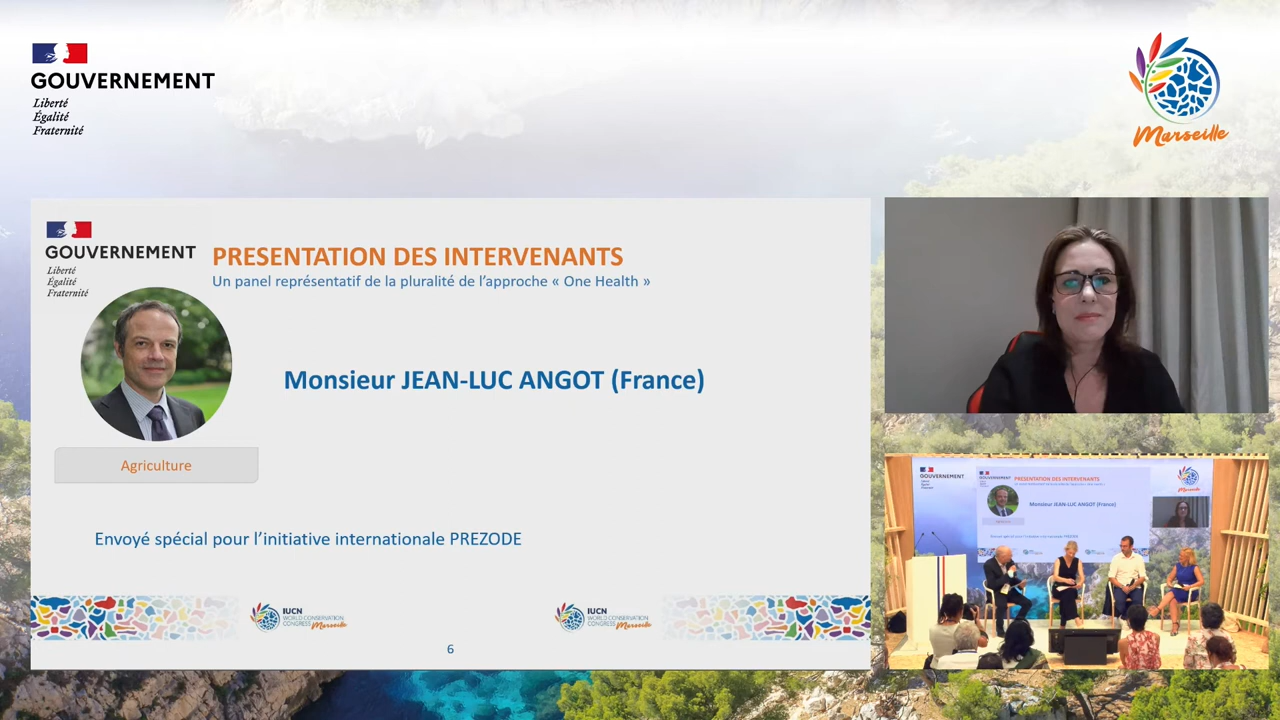 GOUVERNEMENT
Liberté
Égalité
Fraternité
Marseille
GOUVERNEMENT
Liberté
Égalité
Fraternité
PRESENTATION DES INTERVENANTS
Un panel représentatif de la pluralité de l'approche « One Health »
Monsieur JEAN-LUC ANGOT (France)
Agriculture
Envoyé spécial pour l'initiative internationale PREZODE
IUCN
WORLD CONSERVATION
CONGRESS Marseille
IUCN
WORLD CONSERVATION
CONGRESS Marseille
6
GOUVERNEMENT
GOUVERNEMENT
PRESENTATION DES INTERVENANTS
Monsieur JEAN-LUC ANGOT (France)
Marseille